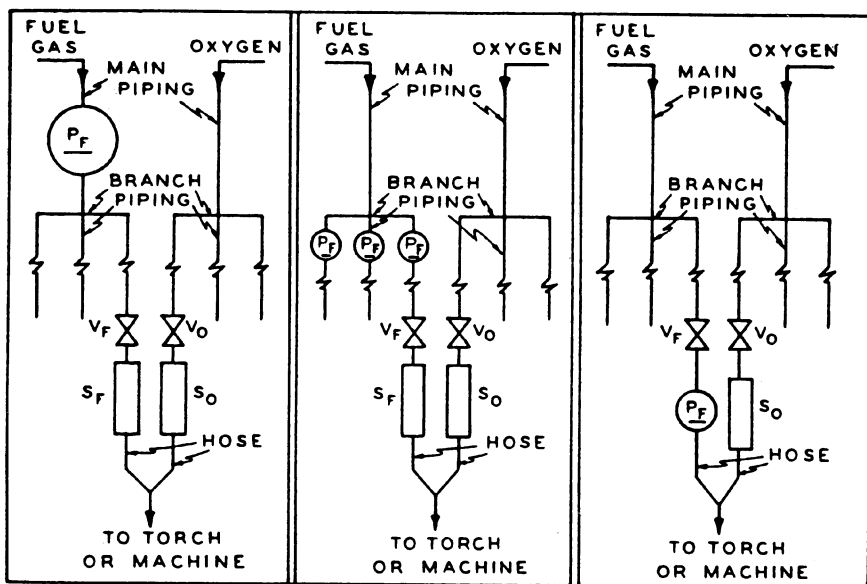 FUEL
GAS
OXYGEN
MAIN
PIPING
PF
BRANCH
PIPING
VF
VO
SF
SO
HOSE
TO TORCH
OR MACHINE
FUEL
GAS
OXYGEN
MAIN
PIPING
BRANCH
PIPING
PF
PF
PF
VF
VO
SF
SO
HOSE
TO TORCH
OR MACHINE
FUEL
GAS
OXYGEN
MAIN
PIPING
BRANCH
PIPING
VF
VO
PF
SO
HOSE
TO TORCH
OR MACHINE